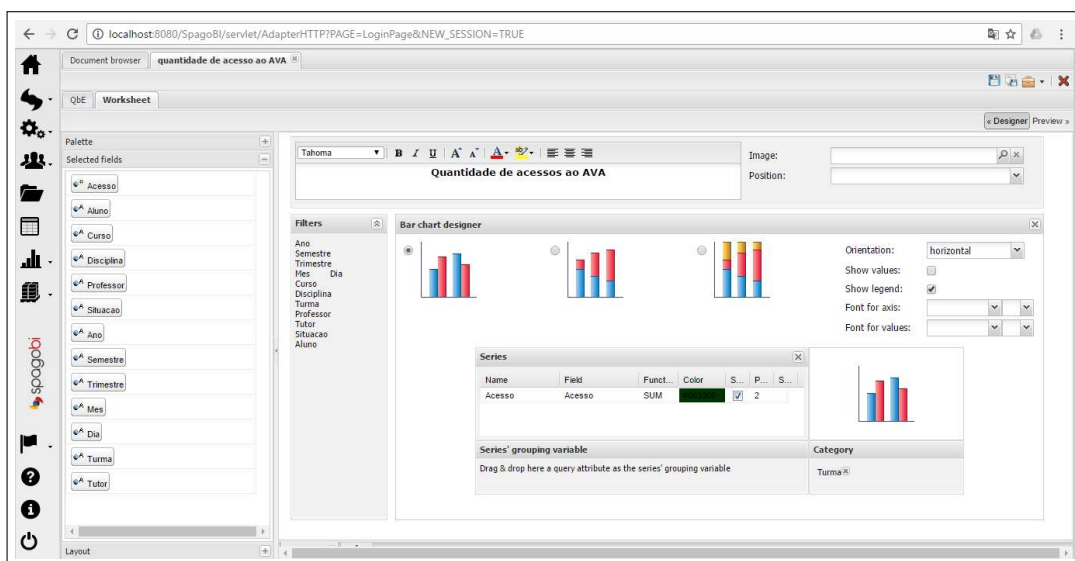 localhost:8080/SpagoBI/servlet/AdapterHTTP?PAGE=LoginPage&NEW_SESSION=TRUE
Document browser quantidade de acesso ao AVA
QbE Worksheet
« Designer Preview »
Palette
Selected fields
Acesso
Aluno
Curso
Disciplina
Professor
Situacao
Ano
Semestre
Trimestre
Mes
Dia
Turma
Tutor
Layout
spagobi
Tahoma B I U A A A ab
Quantidade de acessos ao AVA
Image:
Position:
Filters
Ano
Semestre
Trimestre
Mes Dia
Curso
Disciplina
Turma
Professor
Tutor
Situacao
Aluno
Bar chart designer
Orientation: horizontal
Show values:
Show legend:
Font for axis:
Font for values:
Series
Name Field Funct... Color S... P... S...
Acesso Acesso SUM 2
Series' grouping variable
Drag & drop here a query attribute as the series' grouping variable
Category
Turma